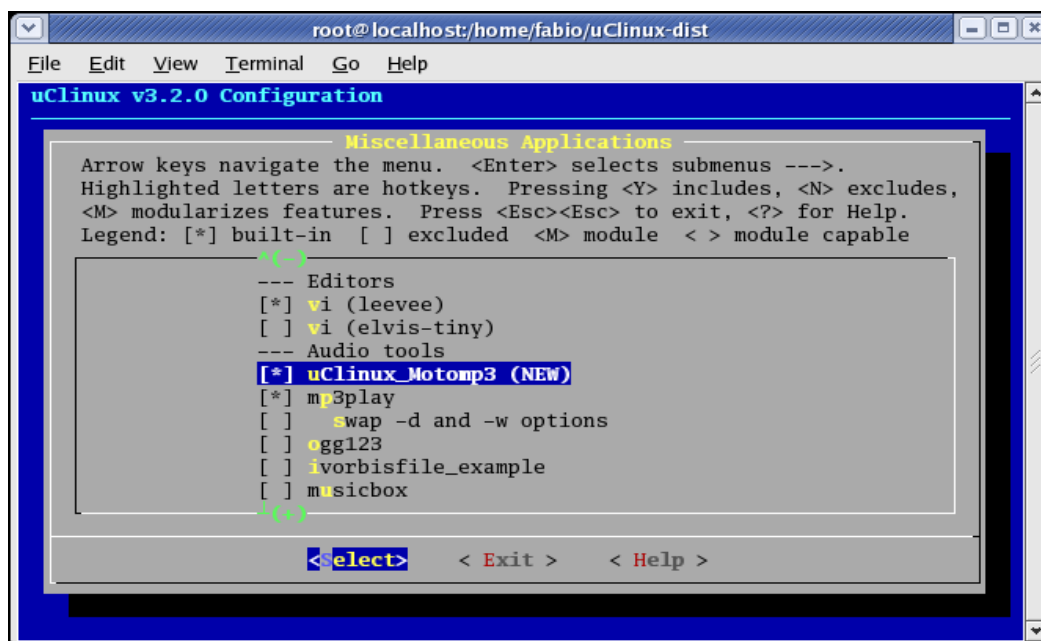 root@localhost:/home/fabio/uClinux-dist
File Edit View Terminal Go Help
uClinux v3.2.0 Configuration
Miscellaneous Applications
Arrow keys navigate the menu. <Enter> selects submenus --->.
Highlighted letters are hotkeys. Pressing <Y> includes, <N> excludes,
<M> modularizes features. Press <Esc><Esc> to exit, <?> for Help.
Legend: [*] built-in [ ] excluded <M> module < > module capable
^(-)
--- Editors
[*] vi (leevee)
[ ] vi (elvis-tiny)
--- Audio tools
[*] uClinux_Motomp3 (NEW)
[*] mp3play
[ ] swap -d and -w options
[ ] ogg123
[ ] ivorbisfile_example
[ ] musicbox
┘(+)
<Select> < Exit > < Help >